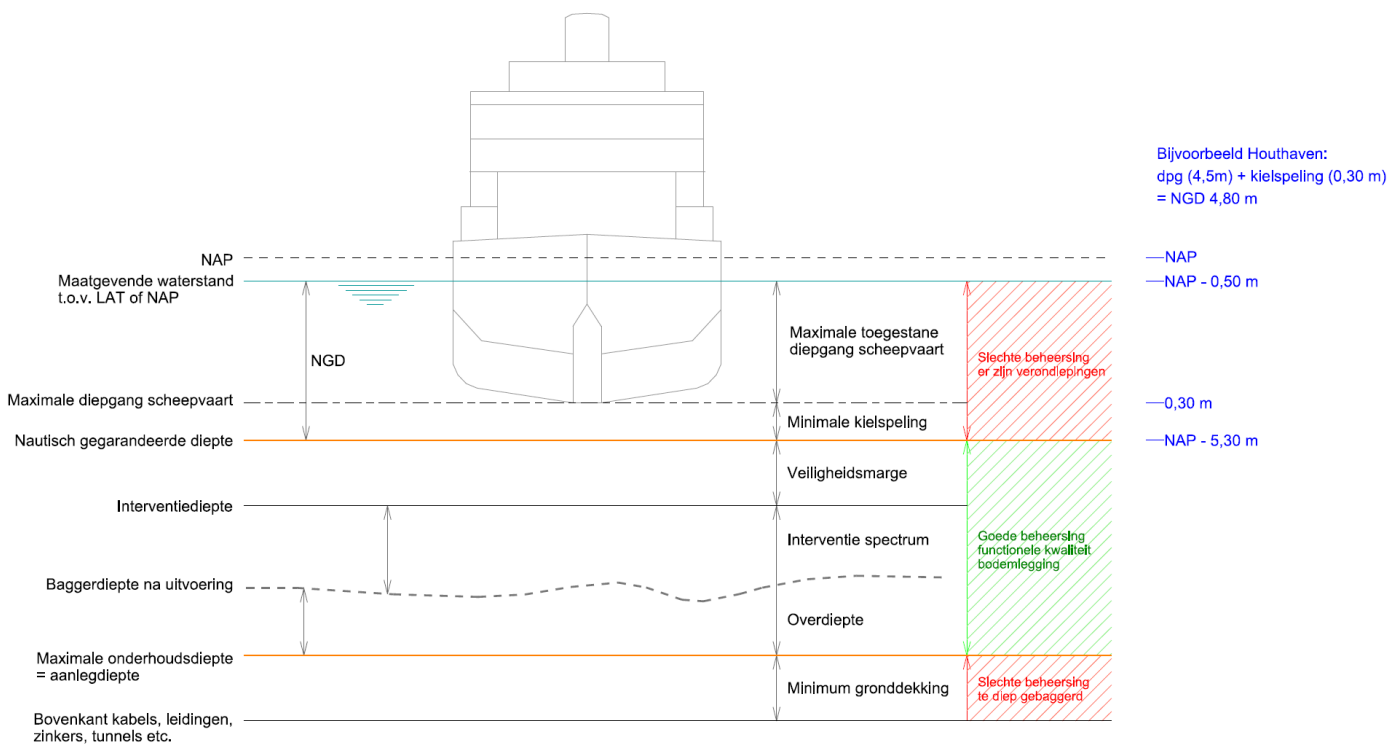 Bijvoorbeeld Houthaven:
dpg (4,5m) + kielspeling (0,30 m)
= NGD 4,80 m
NAP
NAP
Maatgevende waterstand
t.o.v. LAT of NAP
NAP - 0,50 m
Maximale toegestane
diepgang scheepvaart
NGD
Slechte beheersing
er zijn verondiepingen
Maximale diepgang scheepvaart
0,30 m
Minimale kielspeling
Nautisch gegarandeerde diepte
NAP - 5,30 m
Veiligheidsmarge
Interventiediepte
Interventie spectrum
Goede beheersing
functionele kwaliteit
bodemlegging
Baggerdiepte na uitvoering
Overdiepte
Maximale onderhoudsdiepte
= aanlegdiepte
Minimum gronddekking
Slechte beheersing
te diep gebaggerd
Bovenkant kabels, leidingen,
zinkers, tunnels etc.